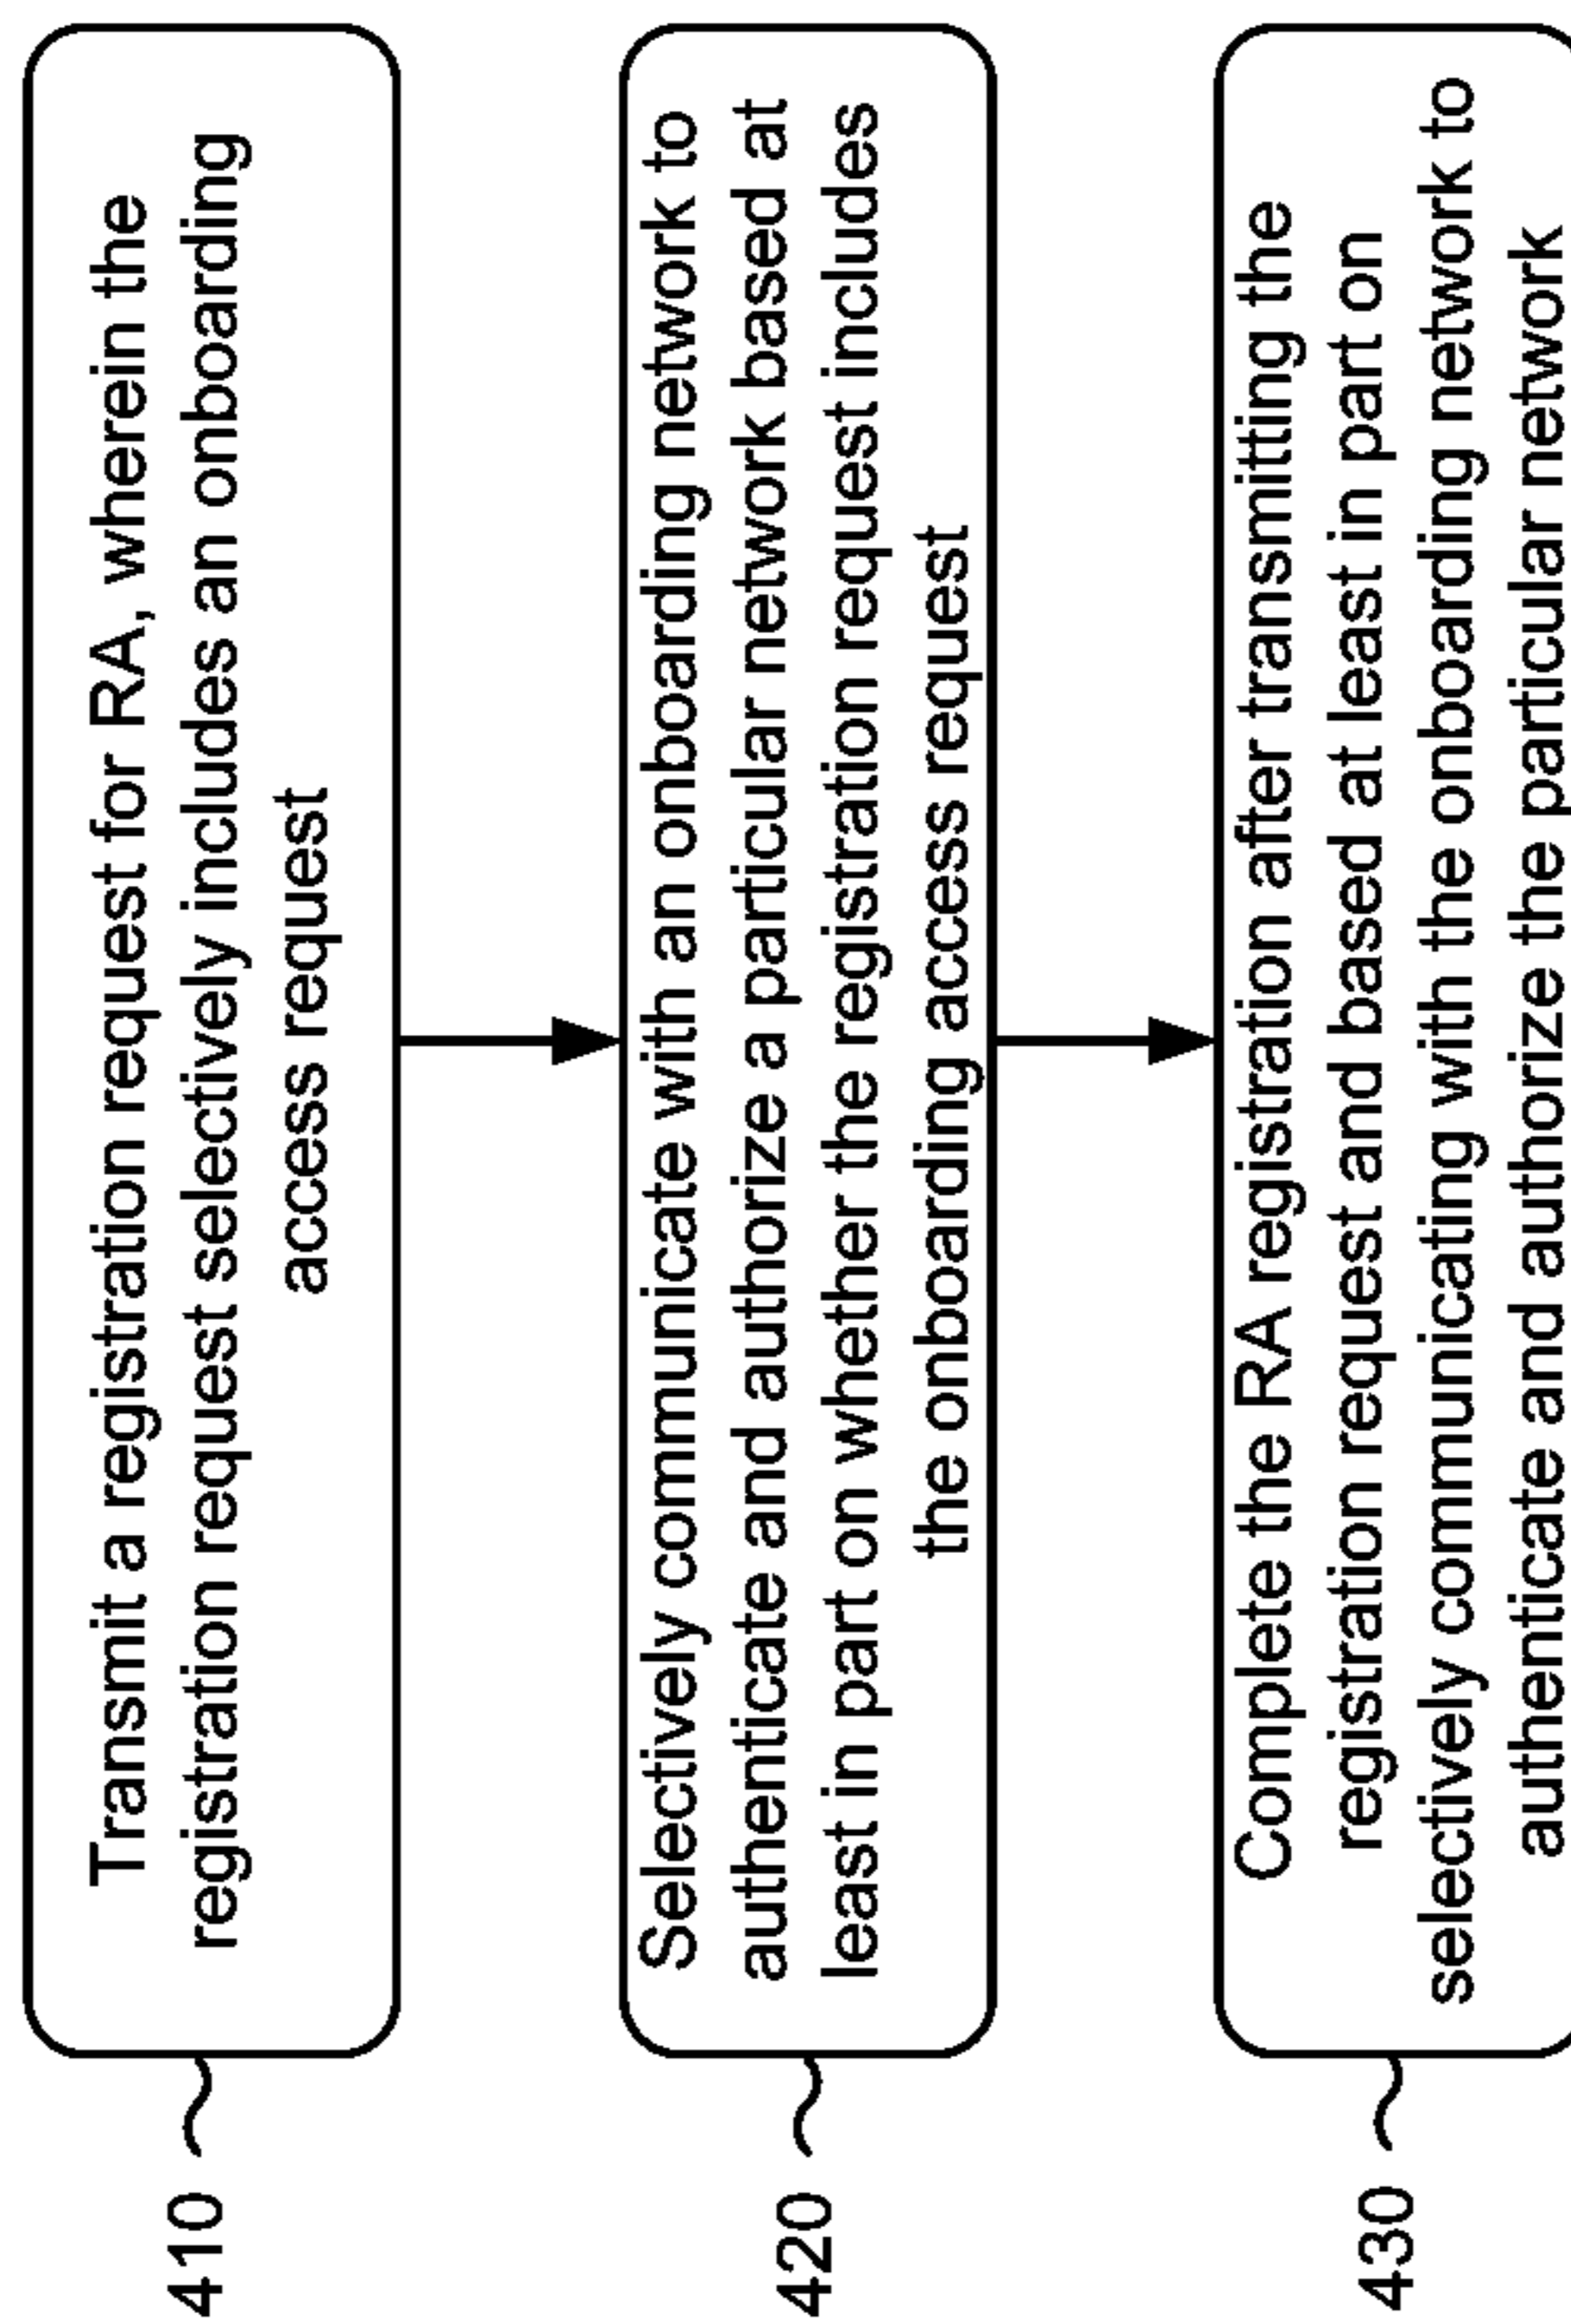 410
Transmit a registration request for RA, wherein the
registration request selectively includes an onboarding
access request
420
Selectively communicate with an onboarding network to
authenticate and authorize a particular network based at
least in part on whether the registration request includes
the onboarding access request
430
Complete the RA registration after transmitting the
registration request and based at least in part on
selectively communicating with the onboarding network to
authenticate and authorize the particular network